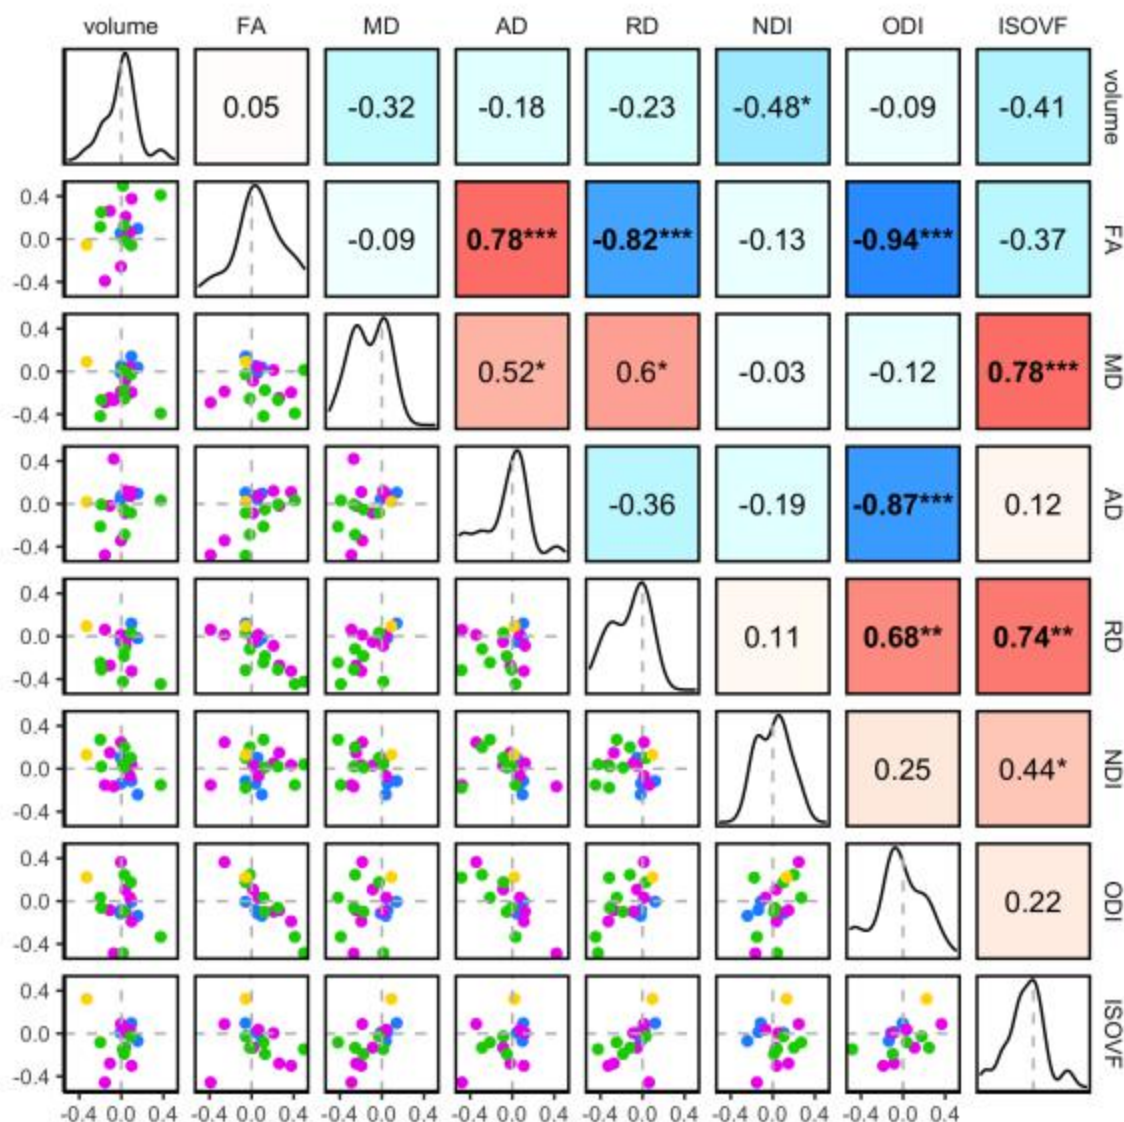 volume FA MD AD RD NDI ODI ISOVF
0.05 -0.32 -0.18 -0.23 -0.48* -0.09 -0.41 volume
0.4
0.0 -0.09 0.78*** -0.82*** -0.13 -0.94*** -0.37 FA
-0.4
0.4
0.0 0.52* 0.6* -0.03 -0.12 0.78*** MD
-0.4
0.4
0.0 -0.36 -0.19 -0.87*** 0.12 AD
-0.4
0.4
0.0 0.11 0.68** 0.74** RD
-0.4
0.4
0.0 0.25 0.44* NDI
-0.4
0.4
0.0 0.22 ODI
-0.4
0.4
0.0 ISOVF
-0.4
-0.4 0.0 0.4 -0.4 0.0 0.4 -0.4 0.0 0.4 -0.4 0.0 0.4 -0.4 0.0 0.4 -0.4 0.0 0.4 -0.4 0.0 0.4 -0.4 0.0 0.4